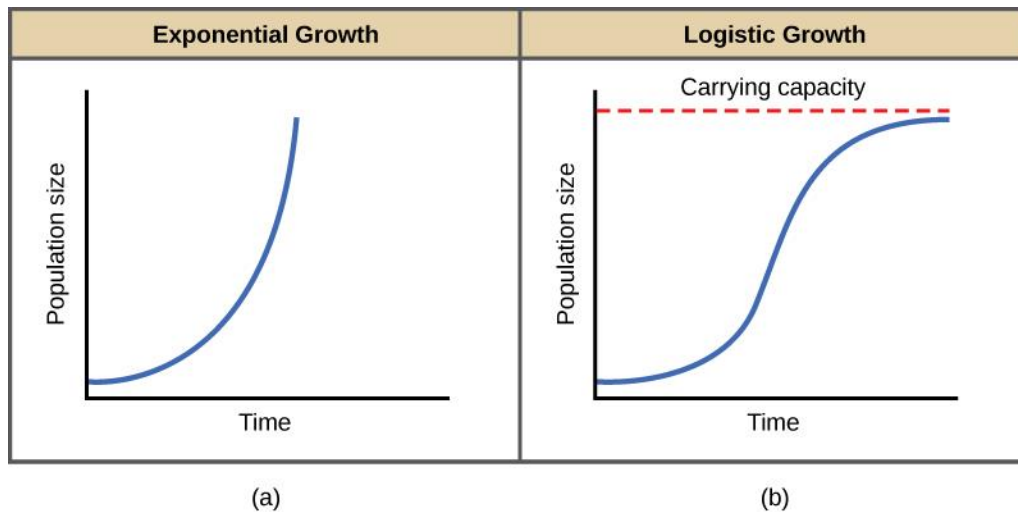 Exponential Growth
Logistic Growth
Population size
Time
Carrying capacity
Population size
Time
(a)
(b)